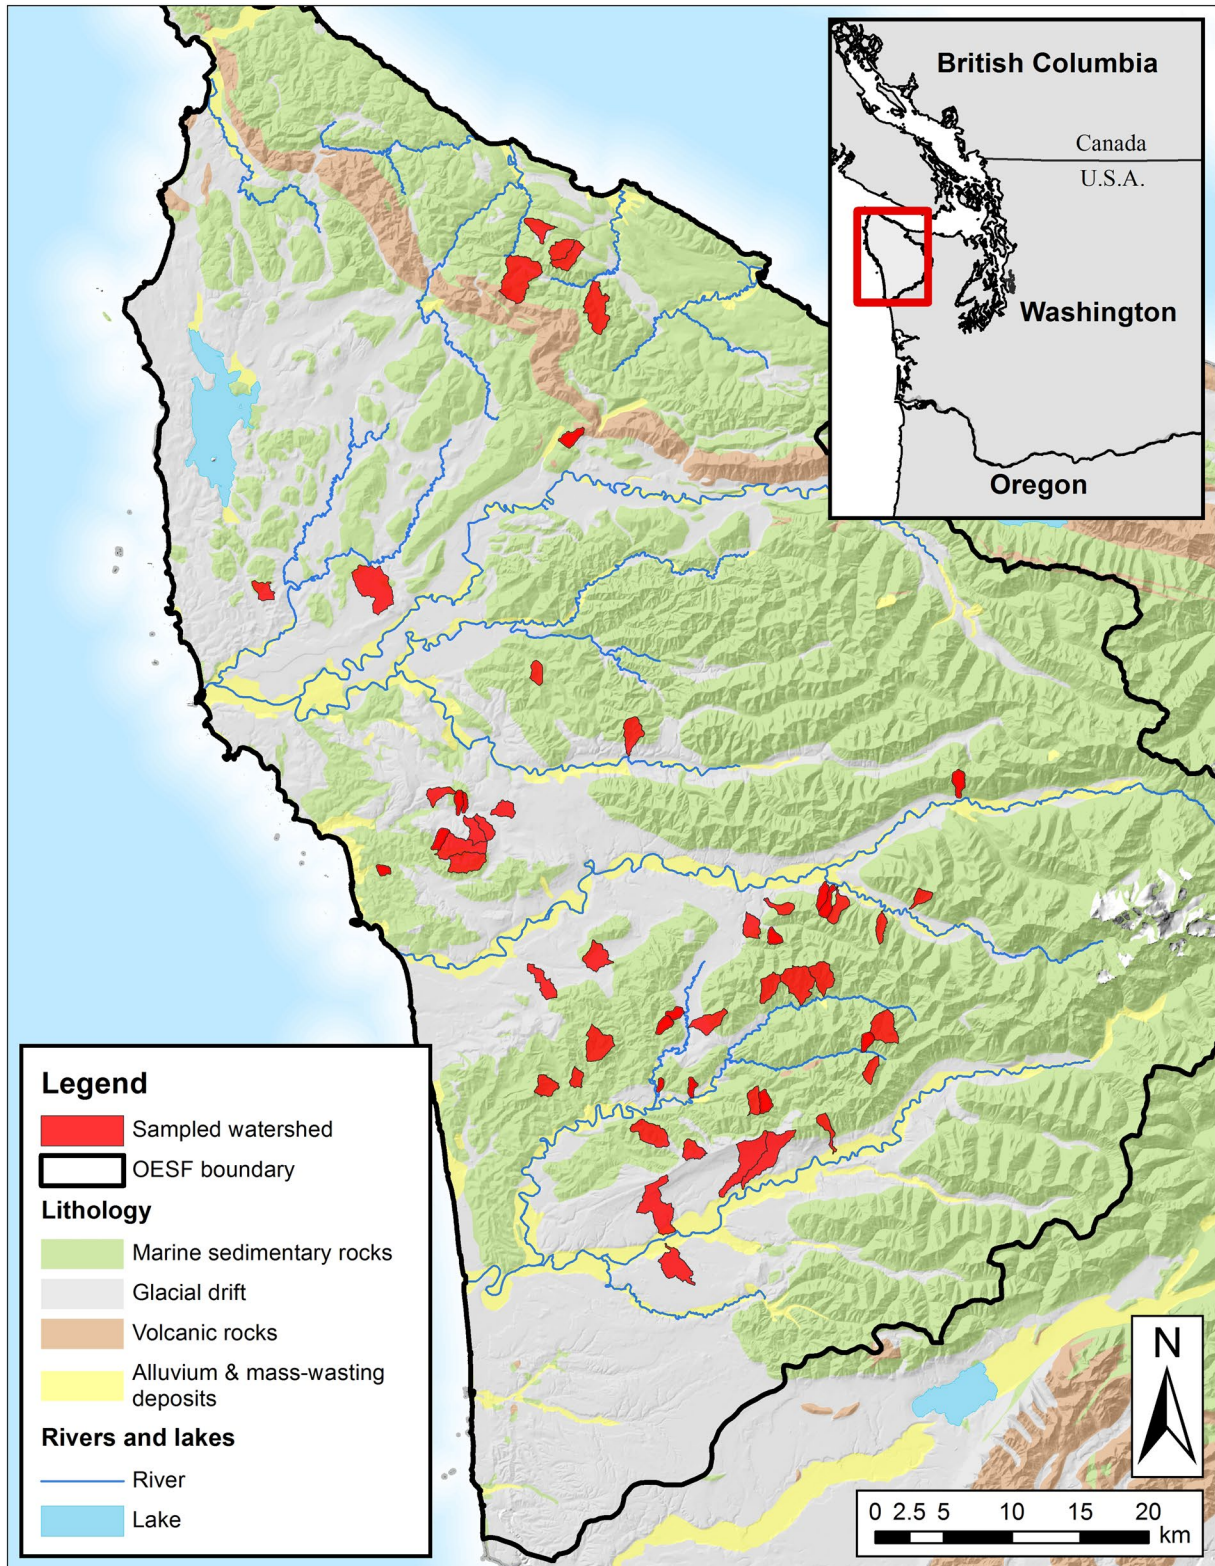 British Columbia
Canada
U.S.A.
Washington
Oregon
Legend
Sampled watershed
OESF boundary
Lithology
Marine sedimentary rocks
Glacial drift
Volcanic rocks
Alluvium & mass-wasting
deposits
Rivers and lakes
River
Lake
N
0 2.5 5 10 15 20
km